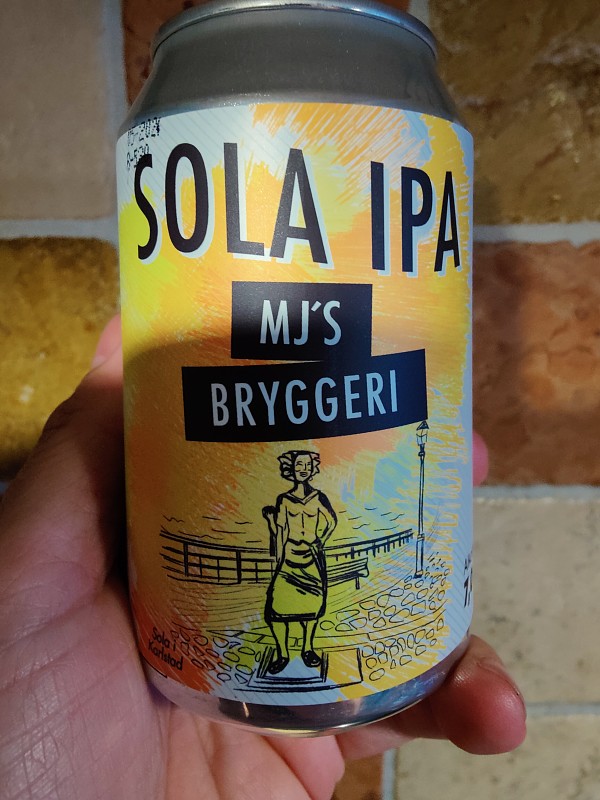 SOLA IPA
MJ´S
BRYGGERI
Sola i
Karlstad